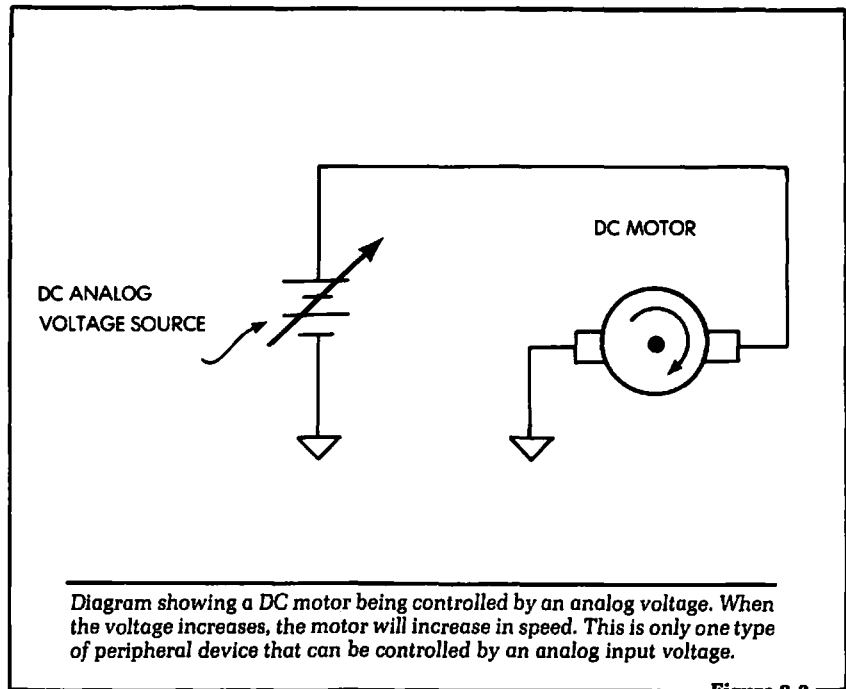 DC MOTOR
DC ANALOG
VOLTAGE SOURCE
Diagram showing a DC motor being controlled by an analog voltage. When
the voltage increases, the motor will increase in speed. This is only one type
of peripheral device that can be controlled by an analog input voltage.
Figure